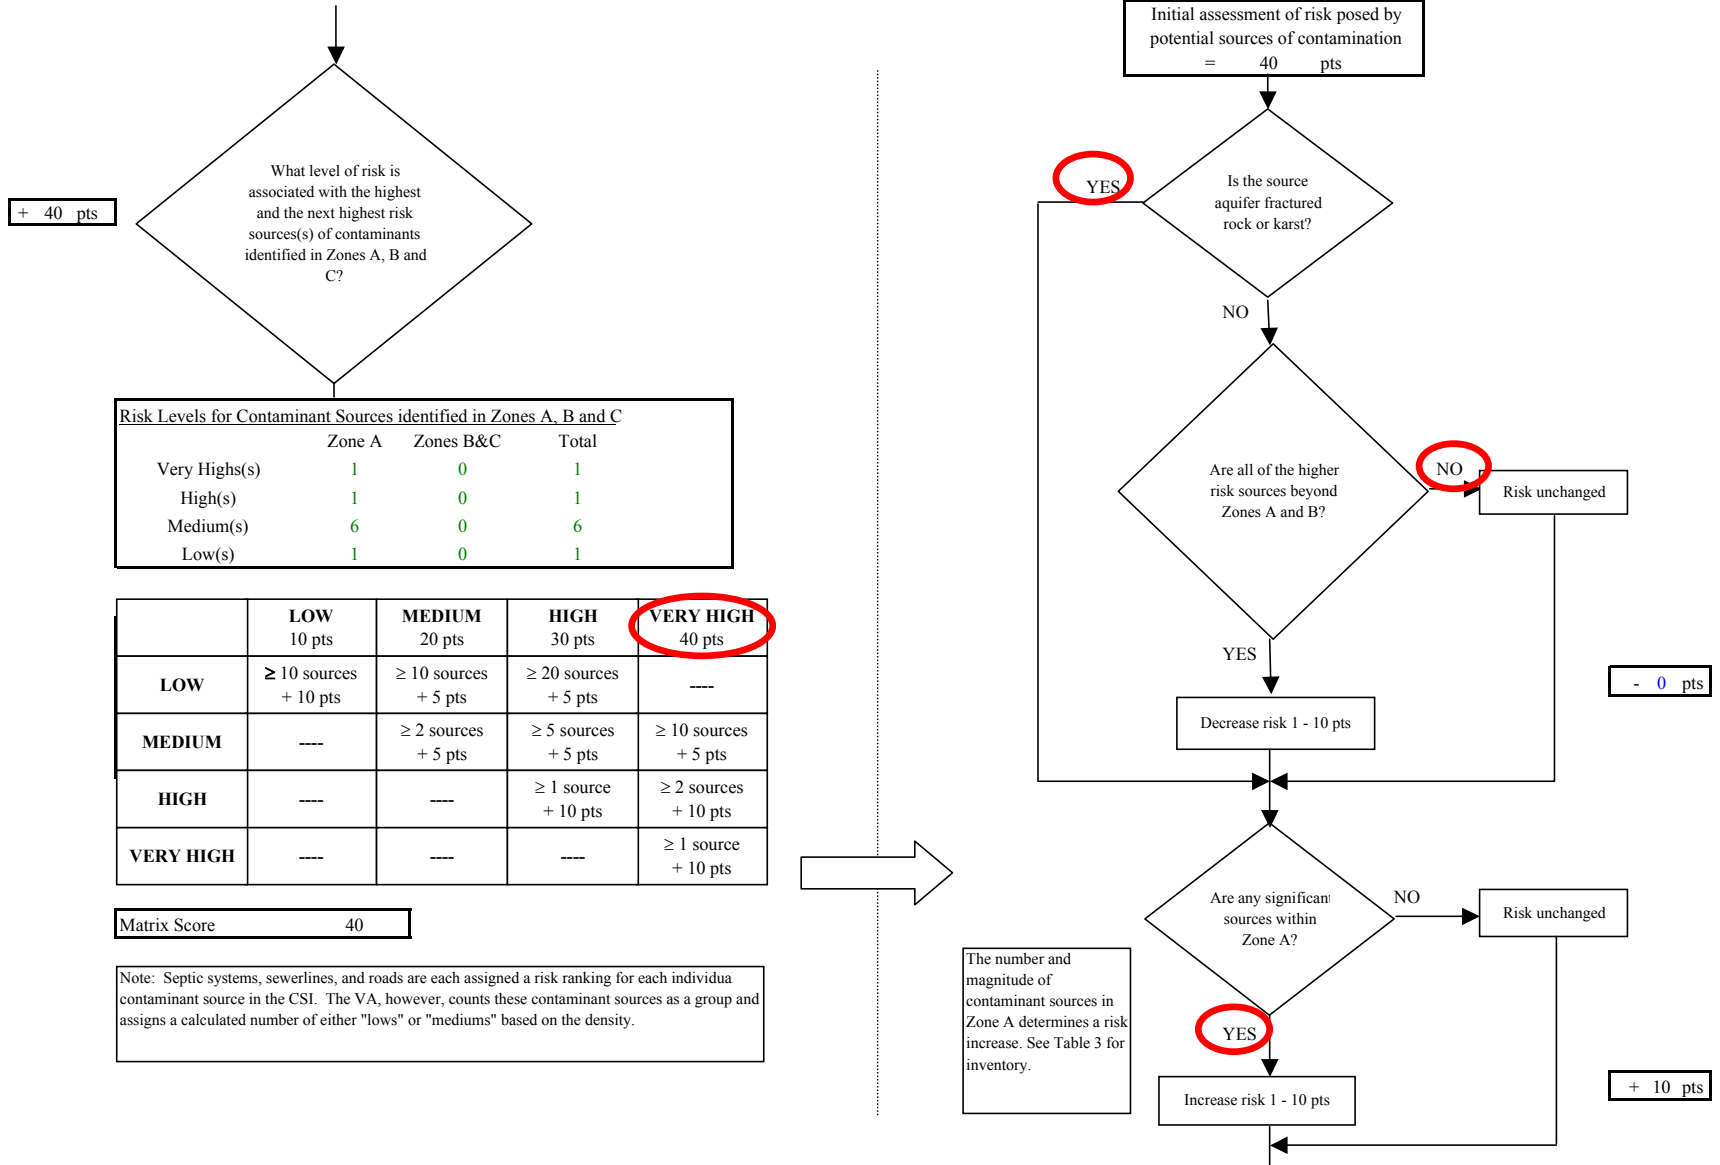 What level of risk is
associated with the highest
and the next highest risk
sources(s) of contaminants
identified in Zones A, B and
C?
+ 40 pts
Risk Levels for Contaminant Sources identified in Zones A, B and C
Zone A Zones B&C Total
Very Highs(s) 1 0 1
High(s) 1 0 1
Medium(s) 6 0 6
Low(s) 1 0 1
LOW MEDIUM HIGH VERY HIGH
10 pts 20 pts 30 pts 40 pts
LOW
≥ 10 sources ≥ 10 sources ≥ 20 sources ----
+ 10 pts + 5 pts + 5 pts
MEDIUM
---- ≥ 2 sources ≥ 5 sources ≥ 10 sources
+ 5 pts + 5 pts + 5 pts
HIGH
---- ---- ≥ 1 source ≥ 2 sources
+ 10 pts + 10 pts
VERY HIGH
---- ---- ---- ≥ 1 source
+ 10 pts
Matrix Score 40
Note: Septic systems, sewerlines, and roads are each assigned a risk ranking for each individua
contaminant source in the CSI. The VA, however, counts these contaminant sources as a group and
assigns a calculated number of either "lows" or "mediums" based on the density.
Initial assessment of risk posed by
potential sources of contamination
= 40 pts
YES
Is the source
aquifer fractured
rock or karst?
NO
Are all of the higher
risk sources beyond
Zones A and B?
NO
Risk unchanged
YES
- 0 pts
Decrease risk 1 - 10 pts
Are any significant
sources within
Zone A?
NO
Risk unchanged
The number and
magnitude of
contaminant sources in
Zone A determines a risk
increase. See Table 3 for
inventory.
YES
+ 10 pts
Increase risk 1 - 10 pts